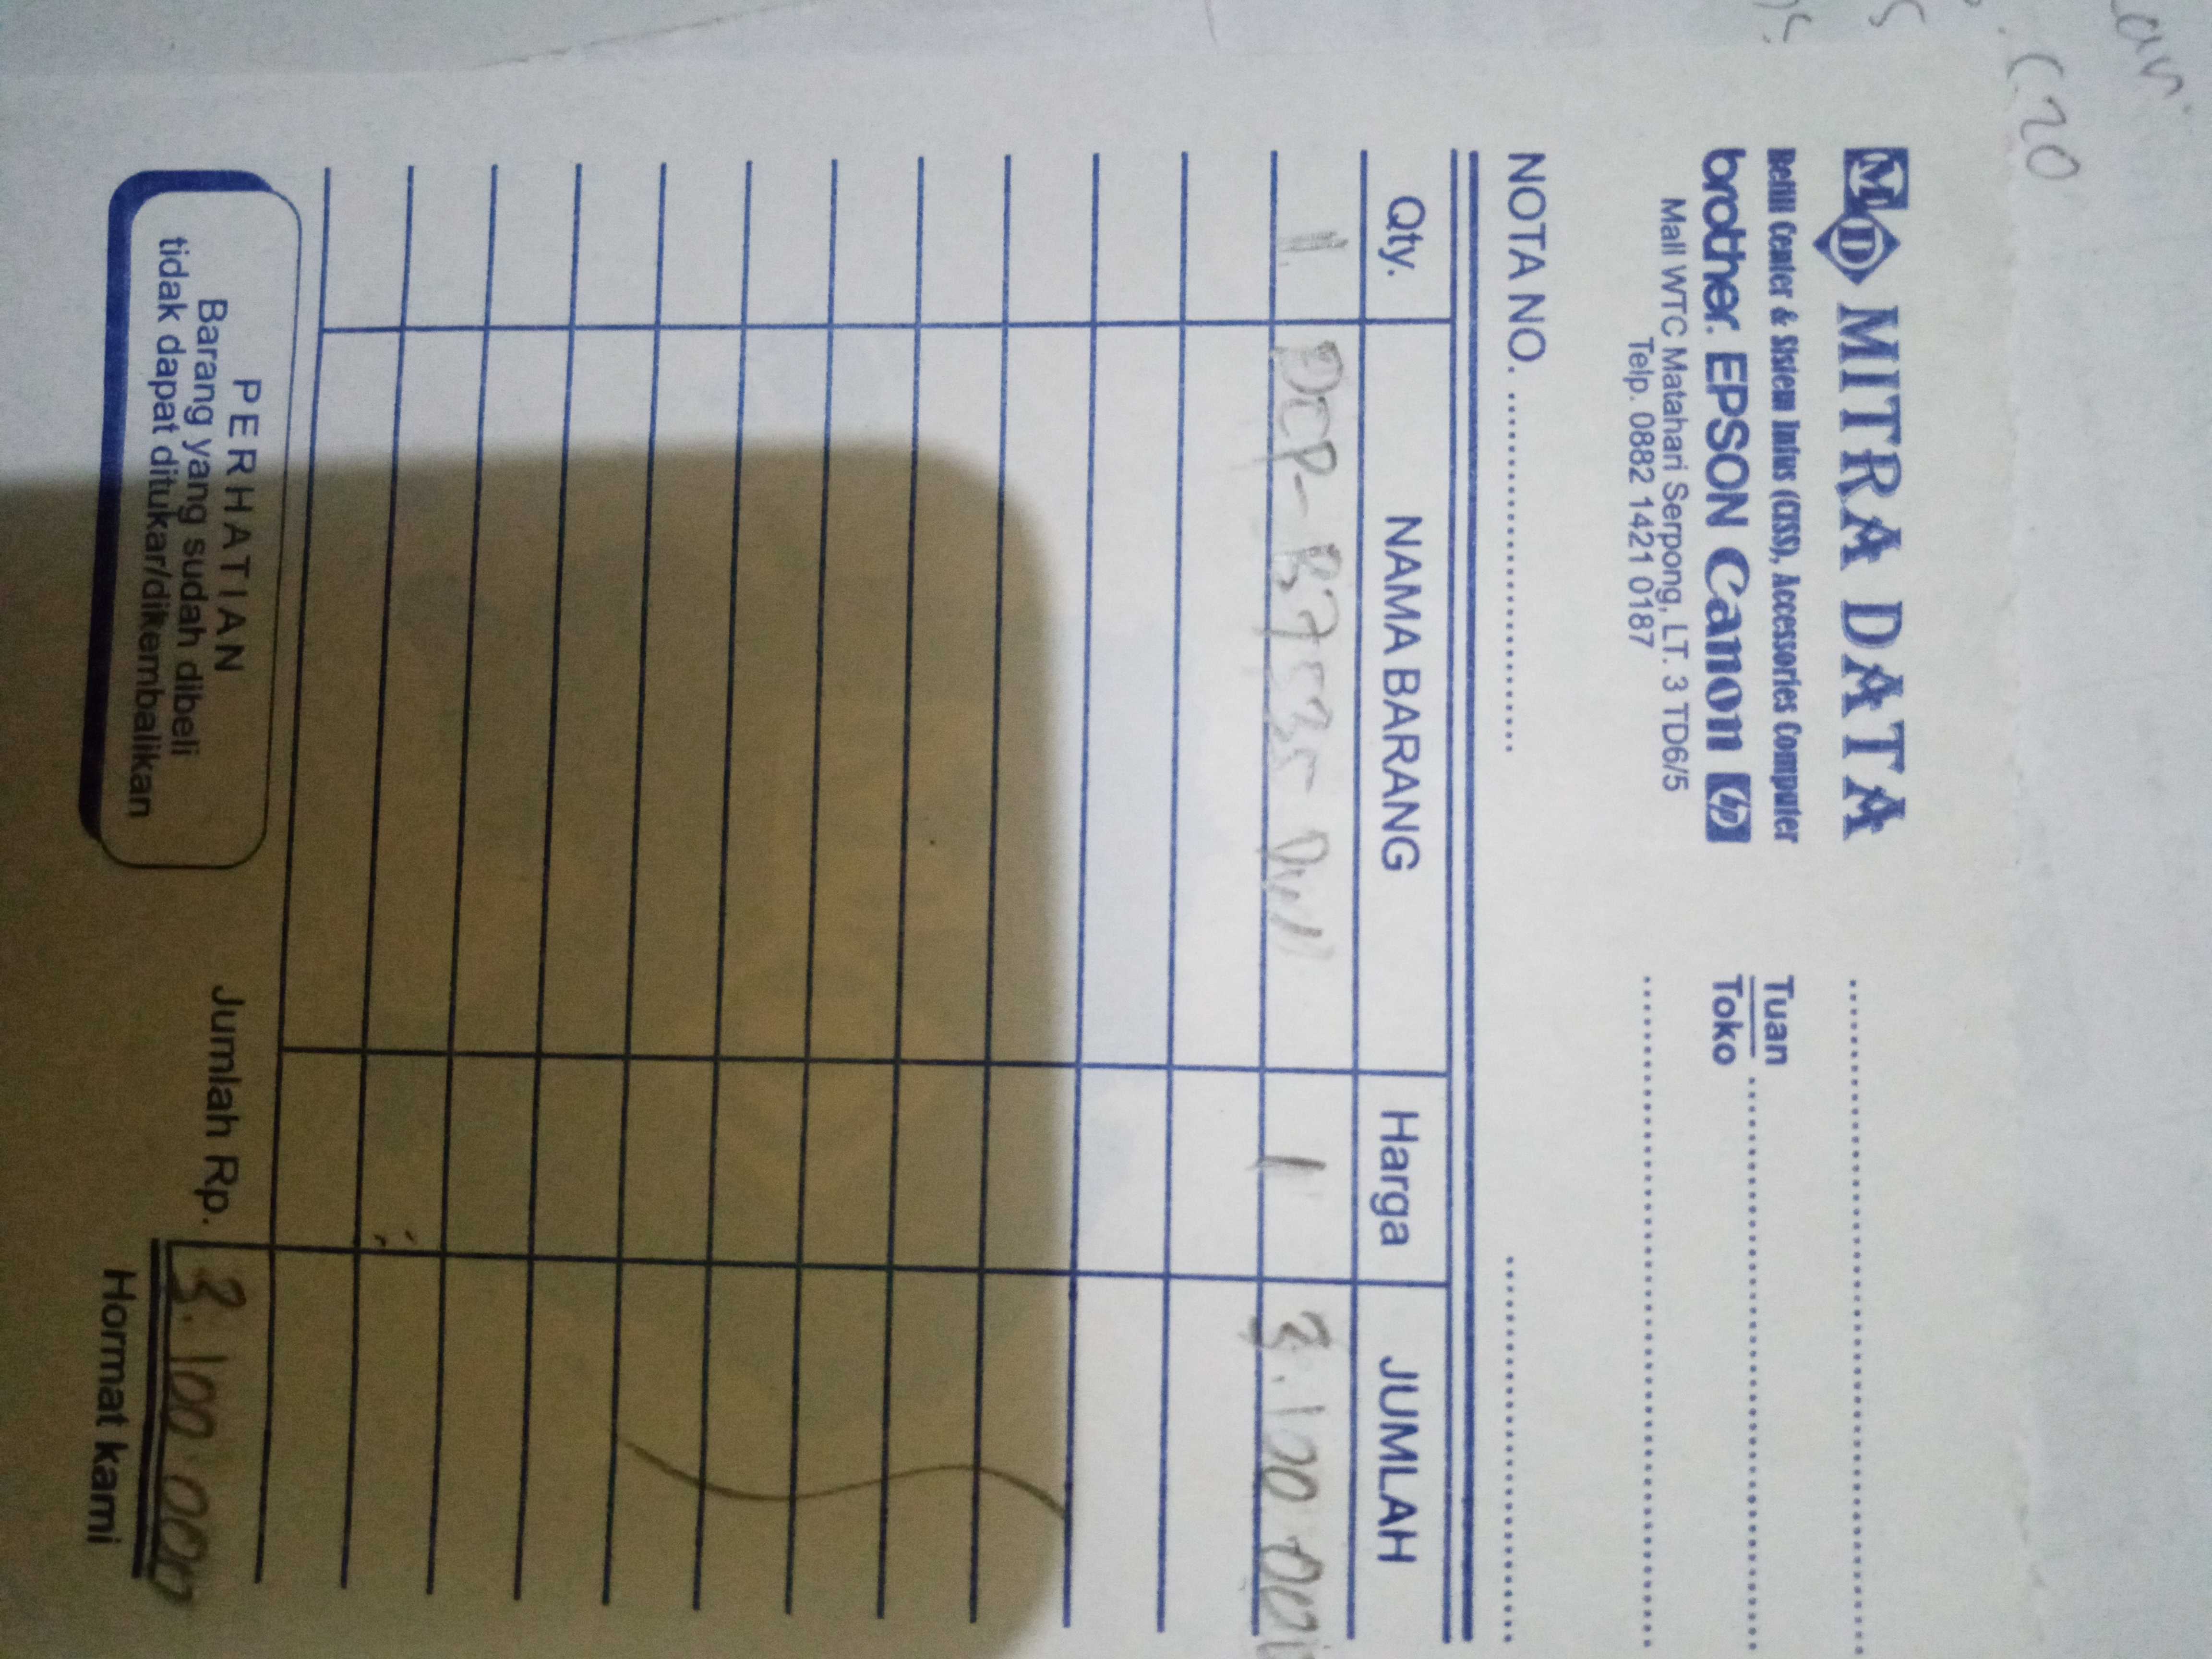 MD MITRA DATA
Refill Center & Sistem Infus (CISS), Accessories Computer
brother. EPSON Canon hp
Mall WTC Matahari Serpong, LT. 3 TD6/5
Telp. 0882 1421 0187
Tuan
Toko
NOTA NO.
Qty. NAMA BARANG Harga JUMLAH
1 DCP-B7535 DW 3.100.000
Jumlah Rp. 3.100.000
PERHATIAN
Barang yang sudah dibeli
tidak dapat ditukar/dikembalikan
Hormat kami